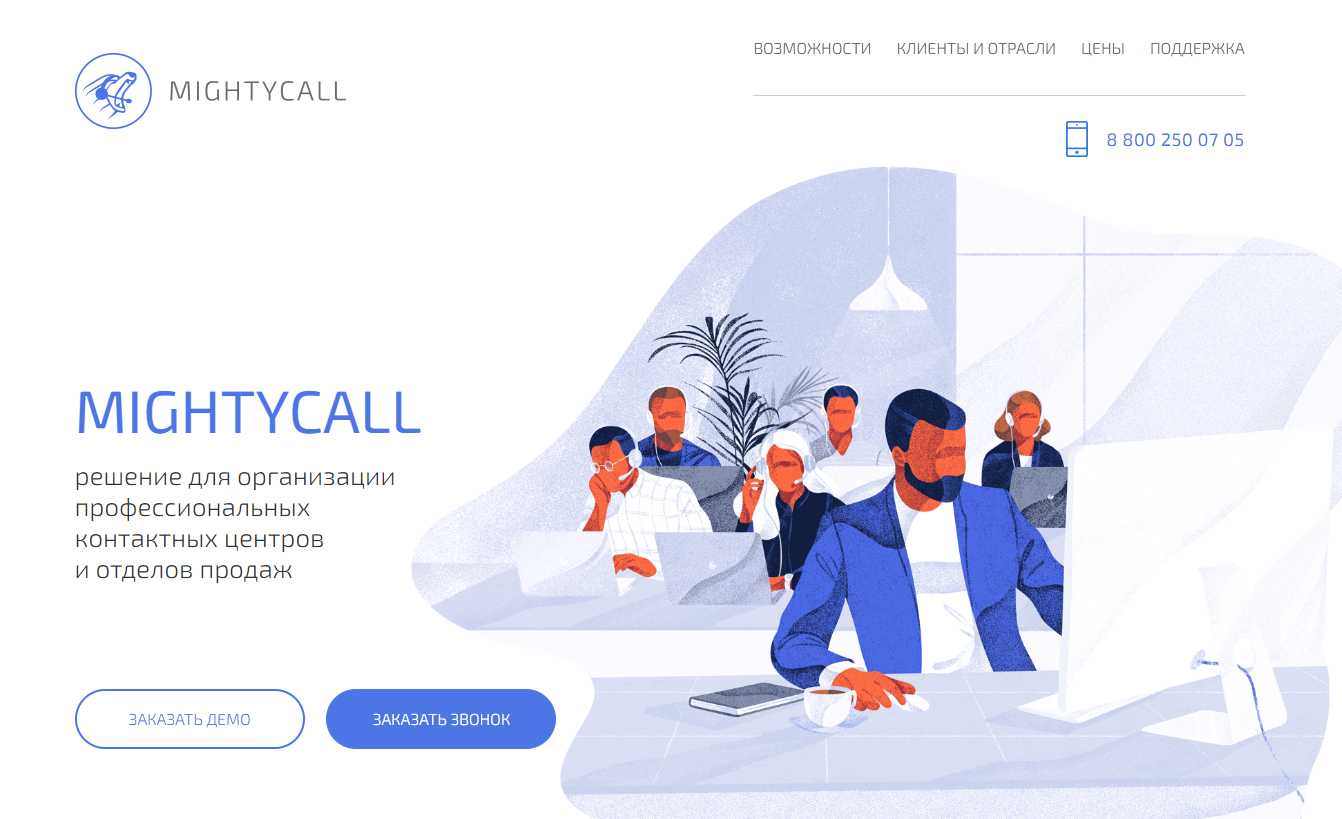 MIGHTYCALL
ВОЗМОЖНОСТИ КЛИЕНТЫ И ОТРАСЛИ ЦЕНЫ ПОДДЕРЖКА
8 800 250 07 05
MIGHTYCALL
решение для организации
профессиональных
контактных центров
и отделов продаж
ЗАКАЗАТЬ ДЕМО ЗАКАЗАТЬ ЗВОНОК